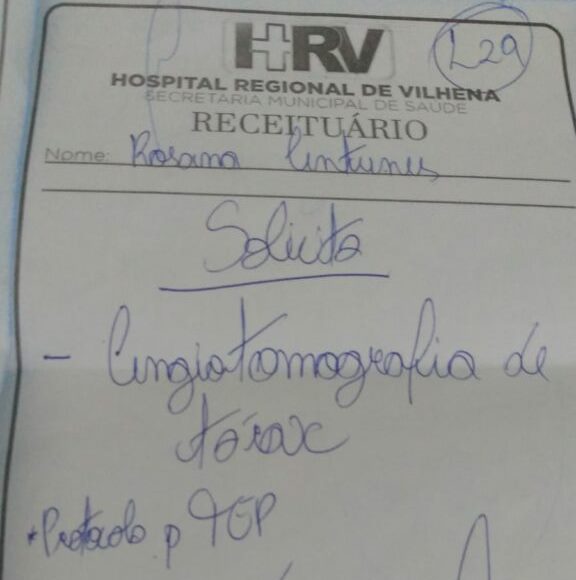 HRV
L29
HOSPITAL REGIONAL DE VILHENA
SECRETARIA MUNICIPAL DE SAÚDE
RECEITUÁRIO
Nome: Rosana Antunes
Solicito
- Angiotomografia de
tórax
*Protocolo p TEP